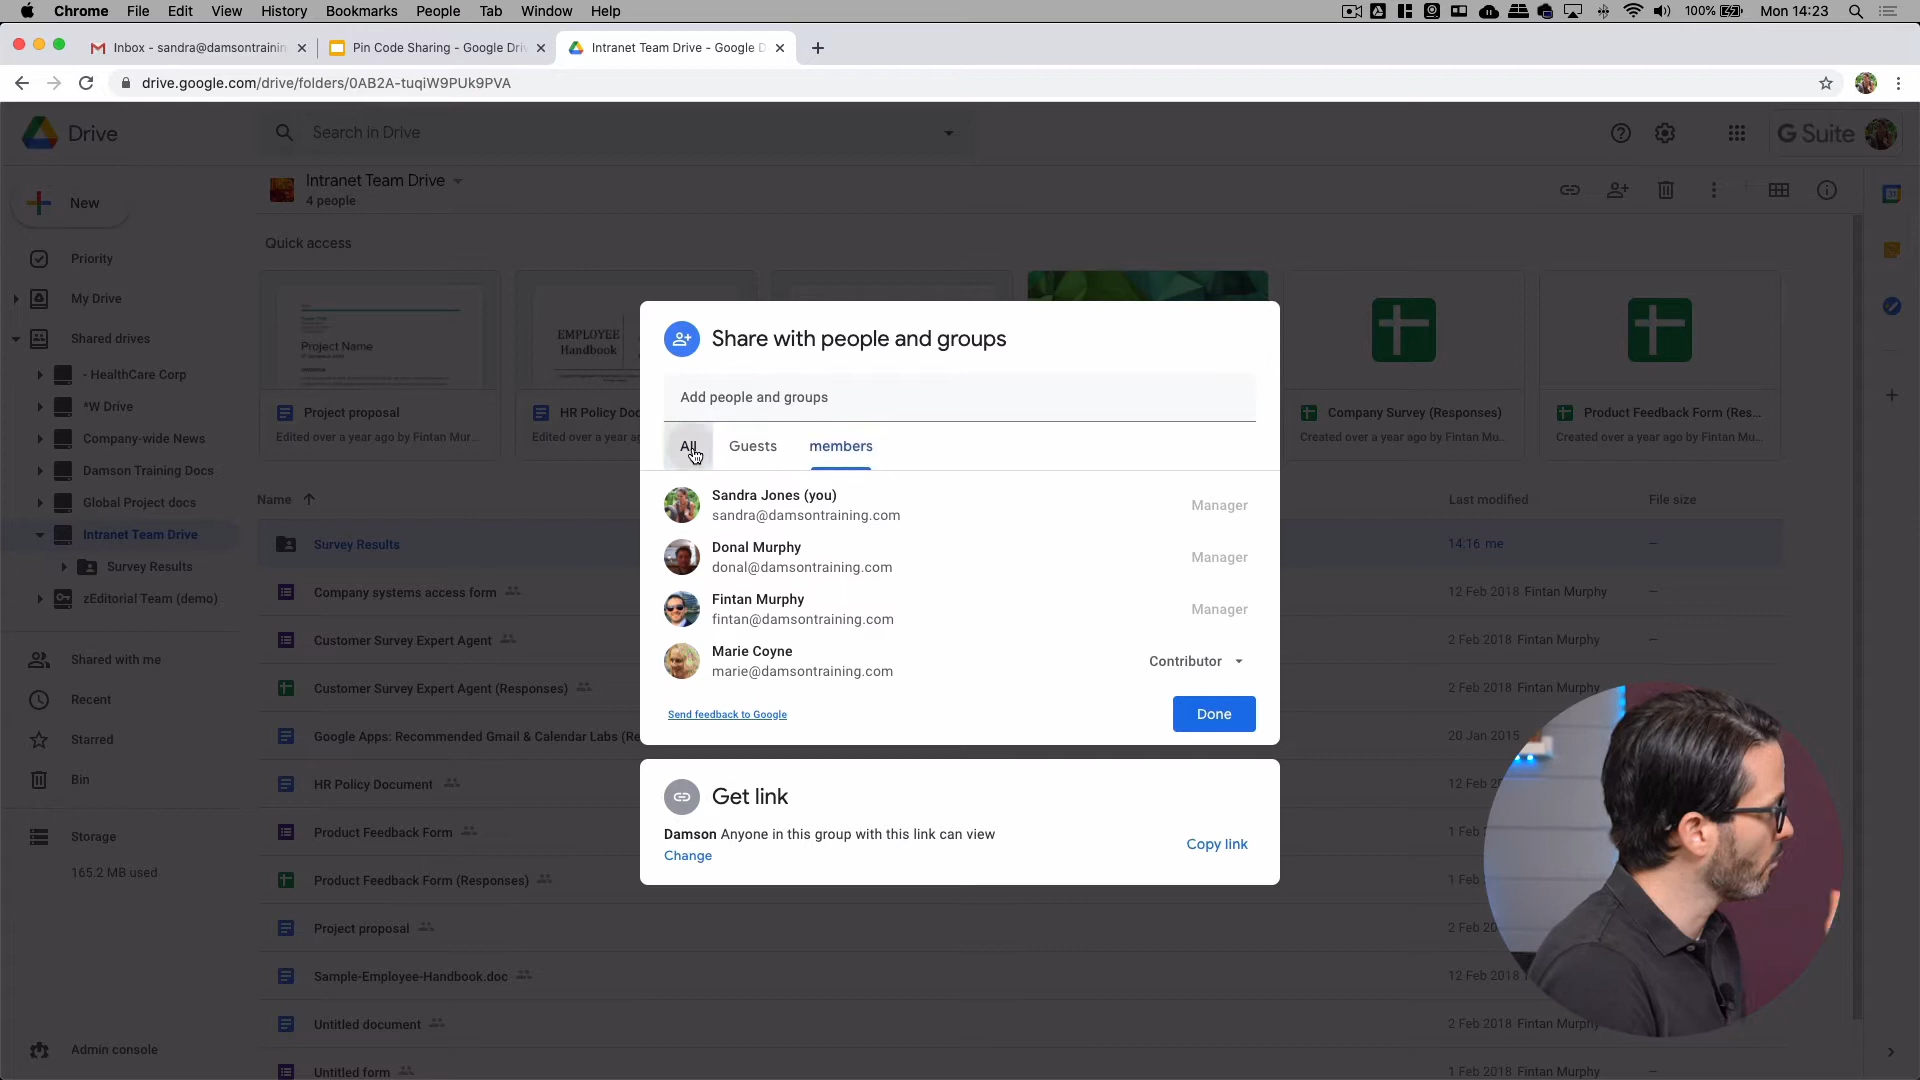 Chrome File Edit View History Bookmarks People Tab Window Help
100% Mon 14:23
Inbox - sandra@damsontrainin
Pin Code Sharing - Google Driv
Intranet Team Drive - Google D
drive.google.com/drive/folders/0AB2A-tuqiW9PUk9PVA
Drive
Search in Drive
G Suite
New
Intranet Team Drive
4 people
Quick access
Priority
My Drive
Shared drives
- HealthCare Corp
*W Drive
Company-wide News
Damson Training Docs
Global Project docs
Intranet Team Drive
Survey Results
zEditorial Team (demo)
Shared with me
Recent
Starred
Bin
Storage
165.2 MB used
Admin console
Project Name
Project proposal
Edited over a year ago by Fintan Mur...
EMPLOYEE
Handbook
HR Policy Doc
Edited over a year
Company Survey (Responses)
Created over a year ago by Fintan Mu...
Product Feedback Form (Res...
Created over a year ago by Fintan Mu...
Name
Last modified
File size
Survey Results
14:16 me
–
Company systems access form
12 Feb 2018 Fintan Murphy
–
Customer Survey Expert Agent
2 Feb 2018 Fintan Murphy
–
Customer Survey Expert Agent (Responses)
2 Feb 2018 Fintan Murphy
–
Google Apps: Recommended Gmail & Calendar Labs (Re
20 Jan 2015
HR Policy Document
12 Feb 2
Product Feedback Form
1 Feb
Product Feedback Form (Responses)
1 Feb
Project proposal
2 Feb 20
Sample-Employee-Handbook.doc
12 Feb 2018
Untitled document
2 Feb 2018 Fintan Murphy
Untitled form
1 Feb 2018 Fintan Murphy
–
Share with people and groups
Add people and groups
All Guests members
Sandra Jones (you)
sandra@damsontraining.com
Manager
Donal Murphy
donal@damsontraining.com
Manager
Fintan Murphy
fintan@damsontraining.com
Manager
Marie Coyne
marie@damsontraining.com
Contributor
Send feedback to Google
Done
Get link
Damson Anyone in this group with this link can view
Change
Copy link